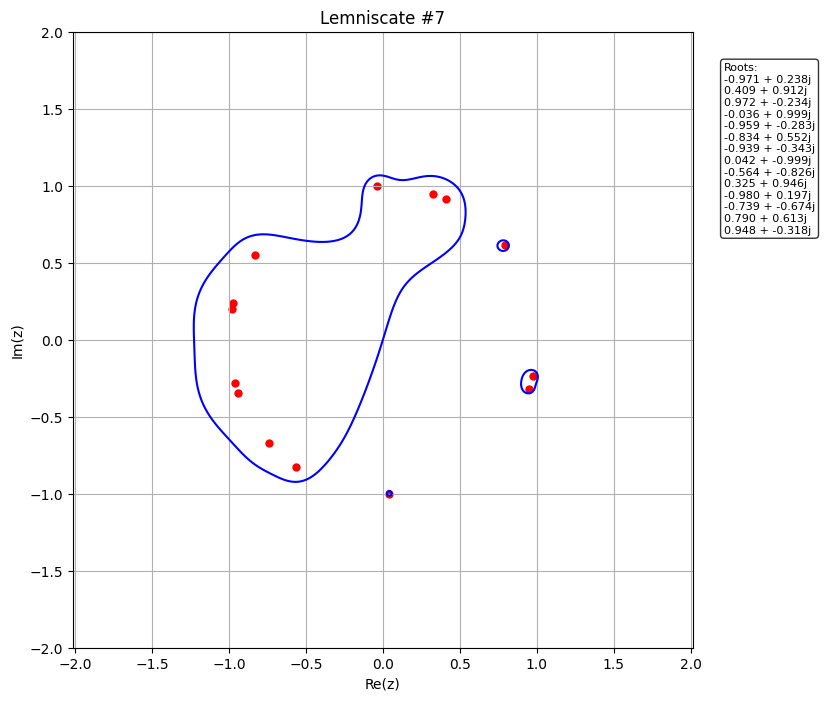 Lemniscate #7
2.0
1.5
1.0
0.5
0.0
−0.5
−1.0
−1.5
−2.0
Im(z)
−2.0 −1.5 −1.0 −0.5 0.0 0.5 1.0 1.5 2.0
Re(z)
Roots:
-0.971 + 0.238j
0.409 + 0.912j
0.972 + -0.234j
-0.036 + 0.999j
-0.959 + -0.283j
-0.834 + 0.552j
-0.939 + -0.343j
0.042 + -0.999j
-0.564 + -0.826j
0.325 + 0.946j
-0.980 + 0.197j
-0.739 + -0.674j
0.790 + 0.613j
0.948 + -0.318j